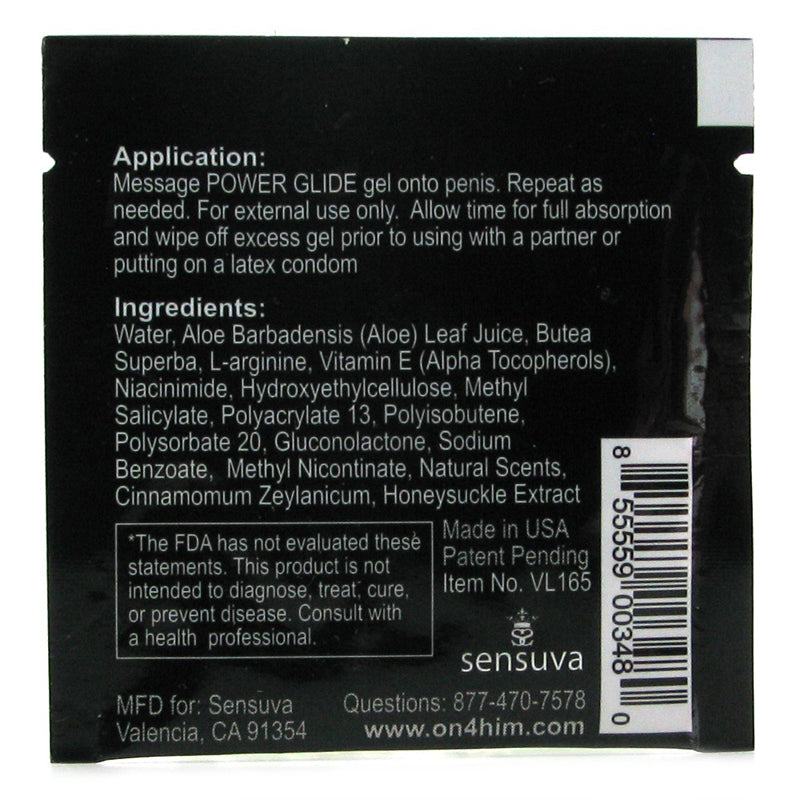 Application:
Message POWER GLIDE gel onto penis. Repeat as
needed. For external use only.  Allow time for full absorption
and wipe off excess gel prior to using with a partner or
putting on a latex condom
Ingredients:
Water, Aloe Barbadensis (Aloe) Leaf Juice, Butea
Superba, L-arginine, Vitamin E (Alpha Tocopherols),
Niacinimide, Hydroxyethylcellulose, Methyl
Salicylate, Polyacrylate 13, Polyisobutene,
Polysorbate 20, Gluconolactone, Sodium
Benzoate,  Methyl Nicontinate, Natural Scents,
Cinnamomum Zeylanicum, Honeysuckle Extract
*The FDA has not evaluated these
statements. This product is not
intended to diagnose, treat, cure,
or prevent disease. Consult with
a health  professional.
Made in USA
Patent Pending
Item No. VL165
sensuva
MFD for: Sensuva
Valencia, CA 91354
Questions: 877-470-7578
www.on4him.com
8 55559 00348 0